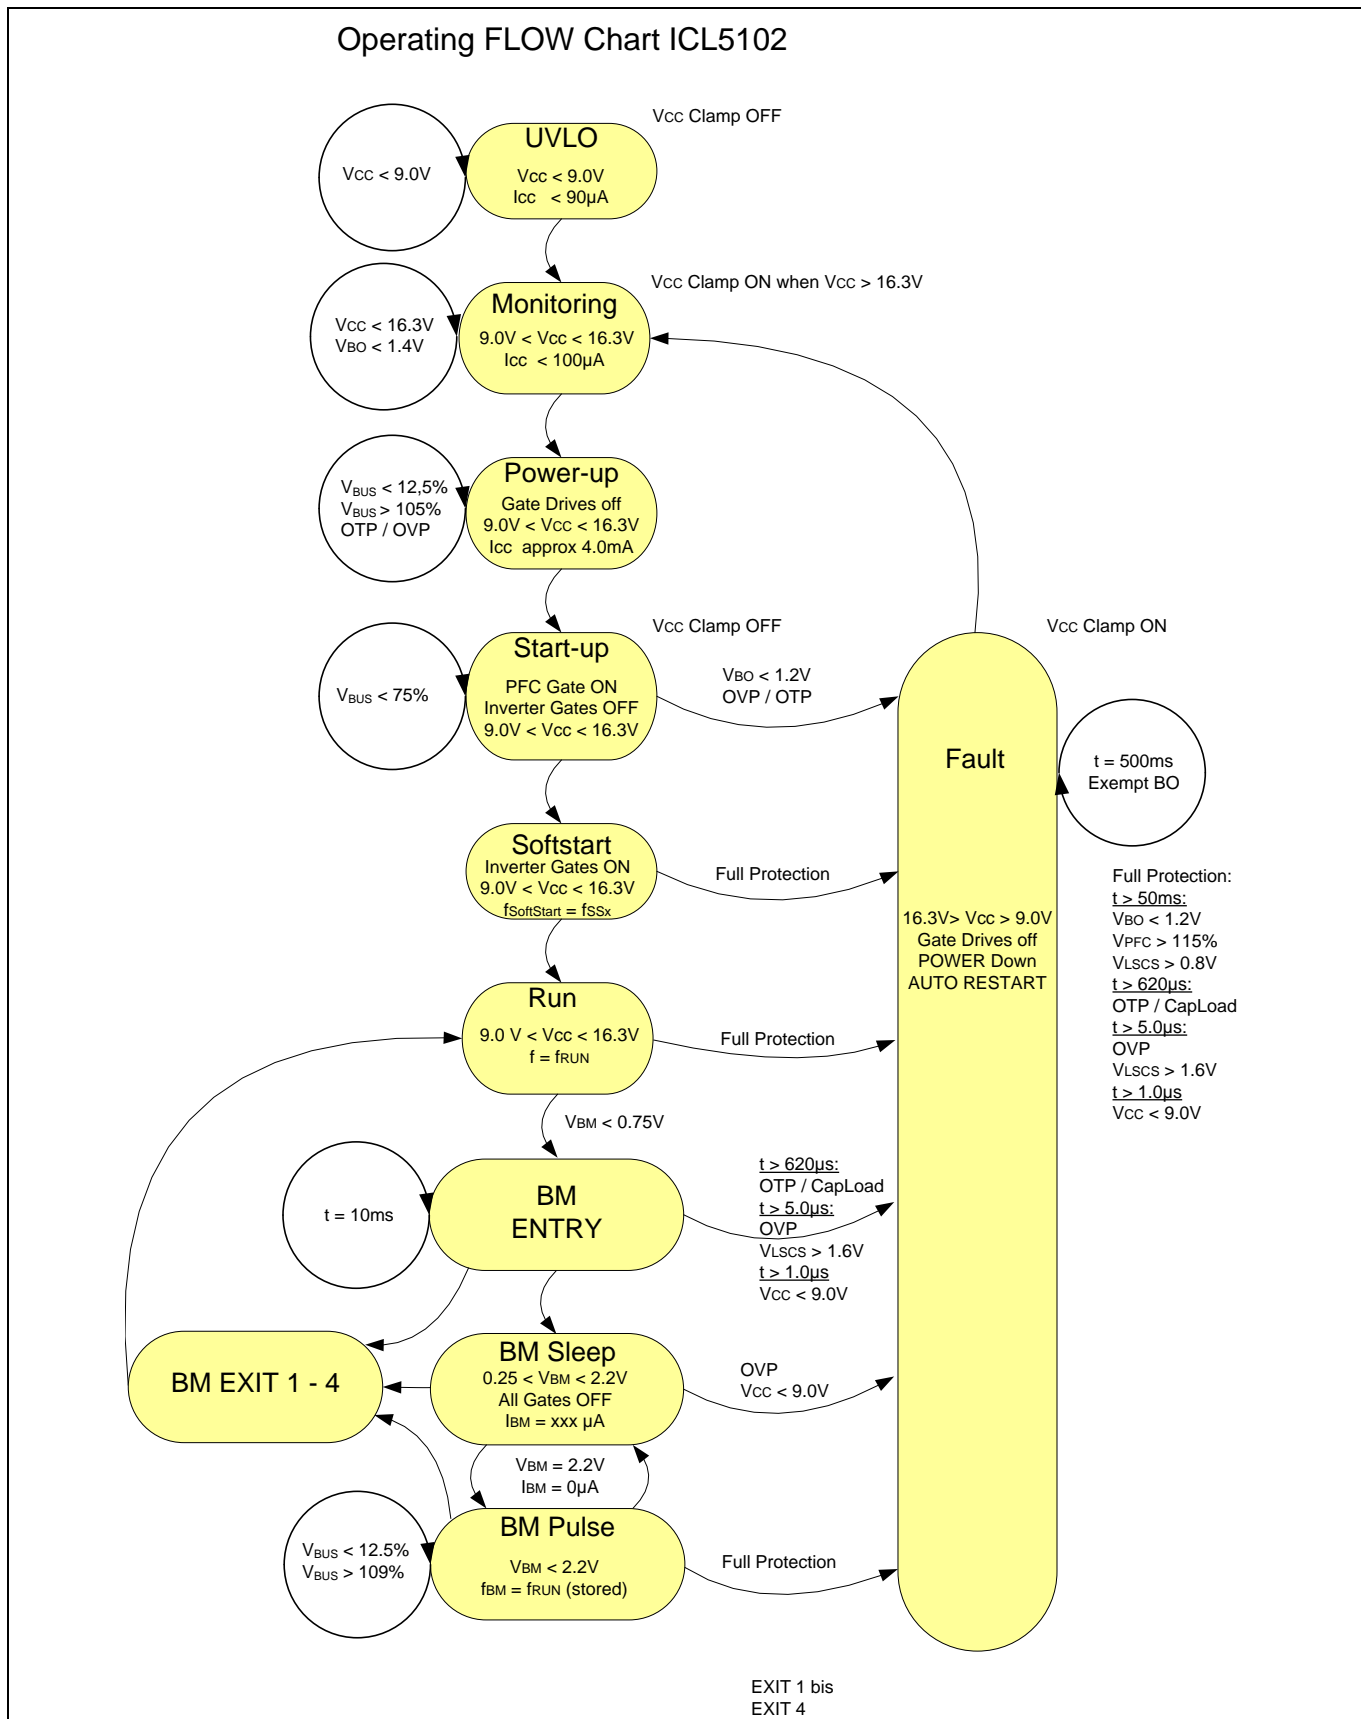 Operating FLOW Chart ICL5102
Vcc Clamp OFF
UVLO
Vcc < 9.0V
Icc < 90µA
VCC < 9.0V
Vcc Clamp ON when Vcc > 16.3V
Monitoring
9.0V < Vcc < 16.3V
Icc < 100µA
VCC < 16.3V
VBO < 1.4V
Power-up
Gate Drives off
9.0V < Vcc < 16.3V
Icc approx 4.0mA
VBUS < 12,5%
VBUS > 105%
OTP / OVP
Vcc Clamp OFF
Start-up
PFC Gate ON
Inverter Gates OFF
9.0V < Vcc < 16.3V
VBUS < 75%
VBO < 1.2V
OVP / OTP
Vcc Clamp ON
Fault
16.3V> Vcc > 9.0V
Gate Drives off
POWER Down
AUTO RESTART
t = 500ms
Exempt BO
Softstart
Inverter Gates ON
9.0V < Vcc < 16.3V
fSoftStart = fSSx
Full Protection
Full Protection:
t > 50ms:
VBO < 1.2V
VPFC > 115%
VLSCS > 0.8V
t > 620µs:
OTP / CapLoad
t > 5.0µs:
OVP
VLSCS > 1.6V
t > 1.0µs
VCC < 9.0V
Run
9.0 V < Vcc < 16.3V
f = fRUN
Full Protection
VBM < 0.75V
BM
ENTRY
t = 10ms
t > 620µs:
OTP / CapLoad
t > 5.0µs:
OVP
VLSCS > 1.6V
t > 1.0µs
VCC < 9.0V
BM EXIT 1 - 4
BM Sleep
0.25 < VBM < 2.2V
All Gates OFF
IBM = xxx µA
OVP
VCC < 9.0V
VBM = 2.2V
IBM = 0µA
BM Pulse
VBM < 2.2V
fBM = fRUN (stored)
VBUS < 12.5%
VBUS > 109%
Full Protection
EXIT 1 bis
EXIT 4